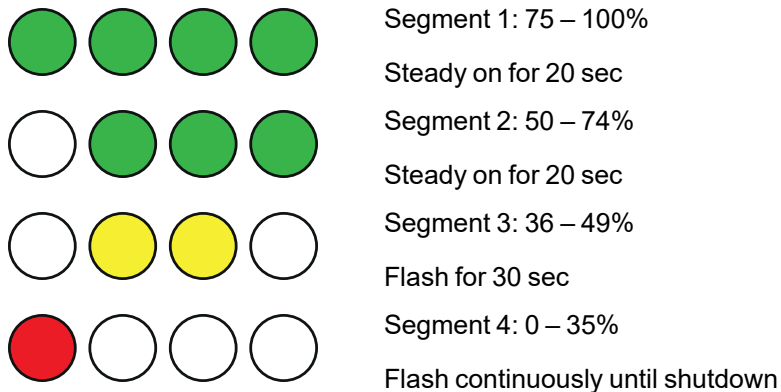 Segment 1: 75 – 100%
Steady on for 20 sec
Segment 2: 50 – 74%
Steady on for 20 sec
Segment 3: 36 – 49%
Flash for 30 sec
Segment 4: 0 – 35%
Flash continuously until shutdown